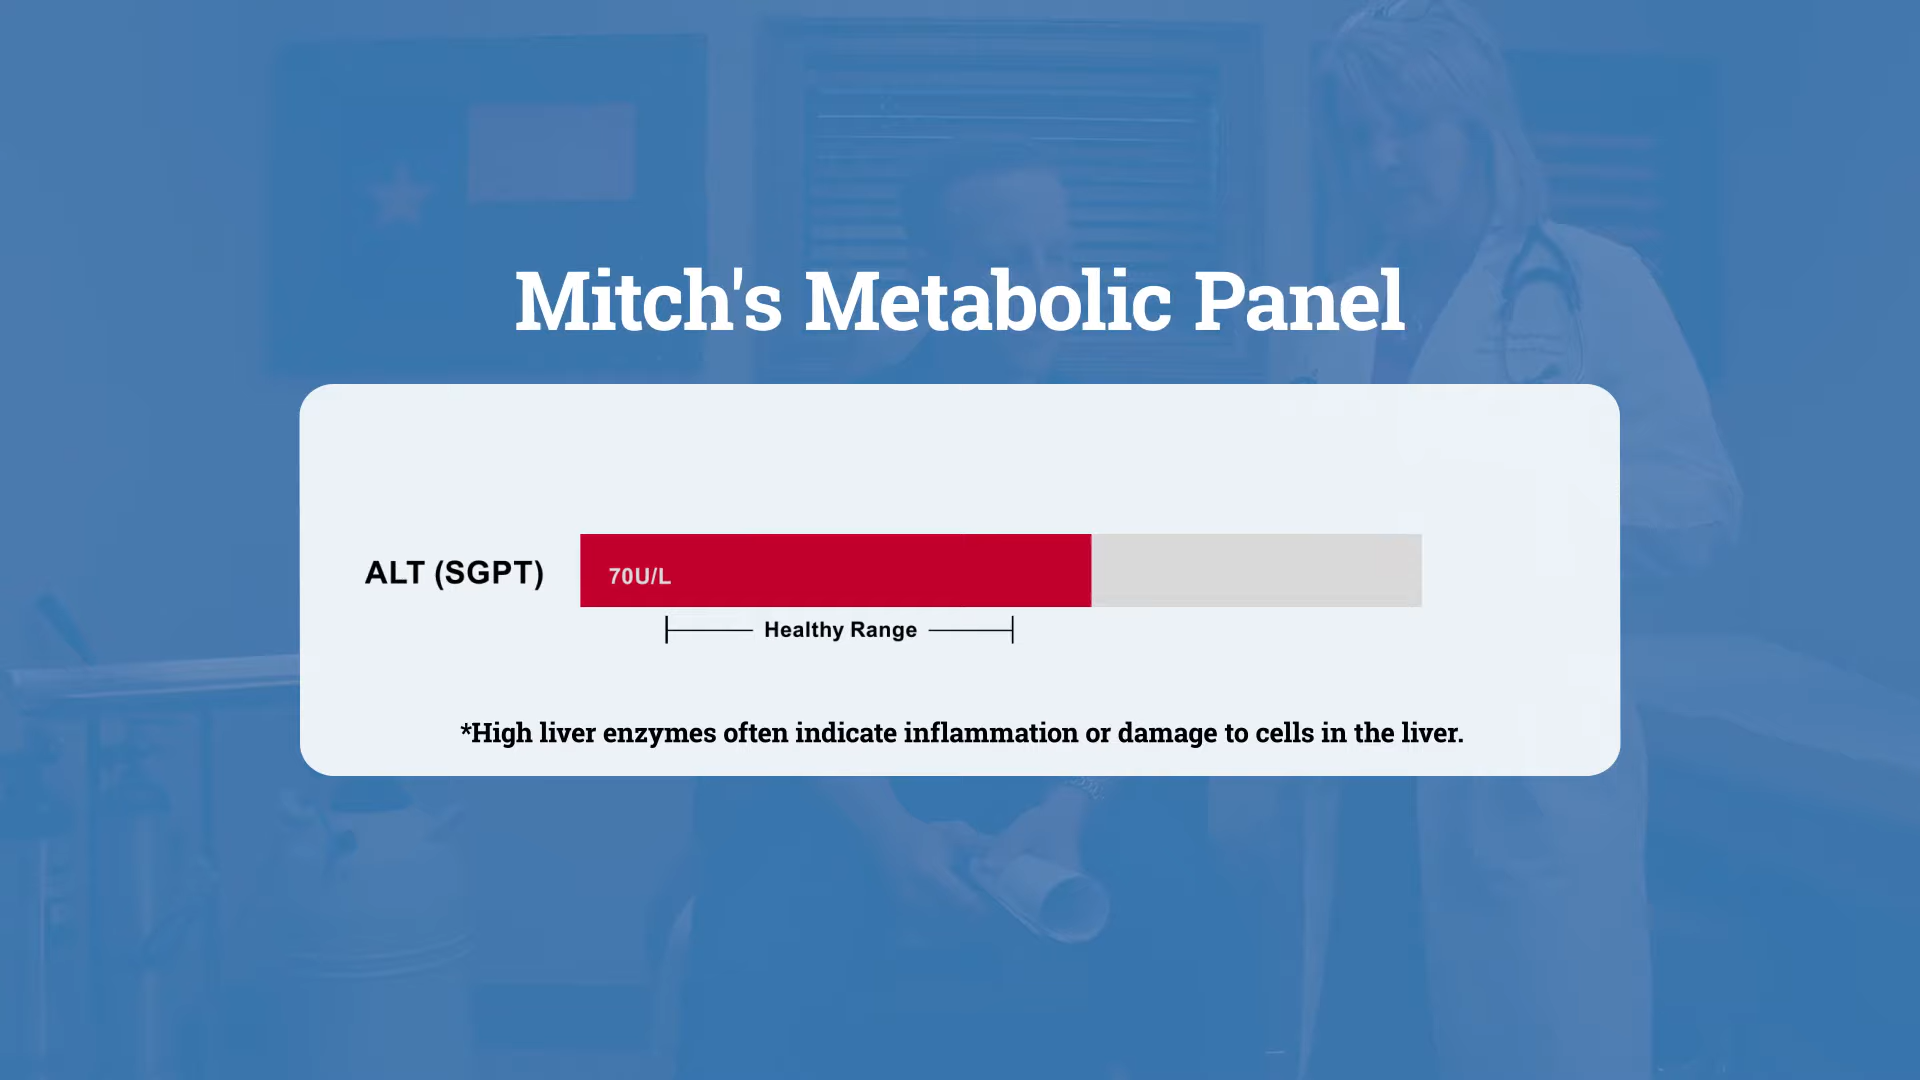 Mitch's Metabolic Panel
ALT (SGPT)
70U/L
Healthy Range
*High liver enzymes often indicate inflammation or damage to cells in the liver.